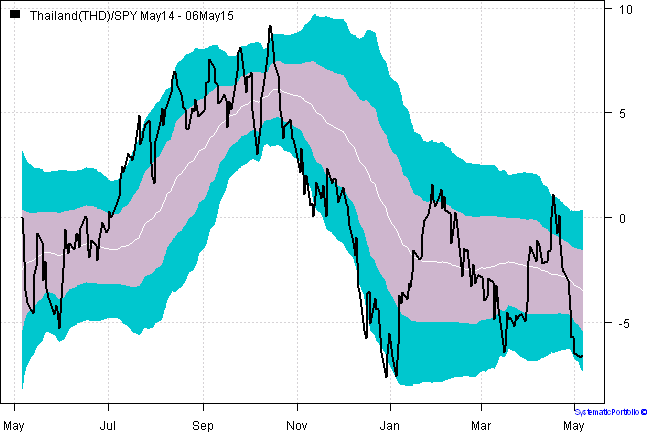 Thailand(THD)/SPY May14 - 06May15
10
5
0
-5
SystematicPortfolio ©
May Jul Sep Nov Jan Mar May